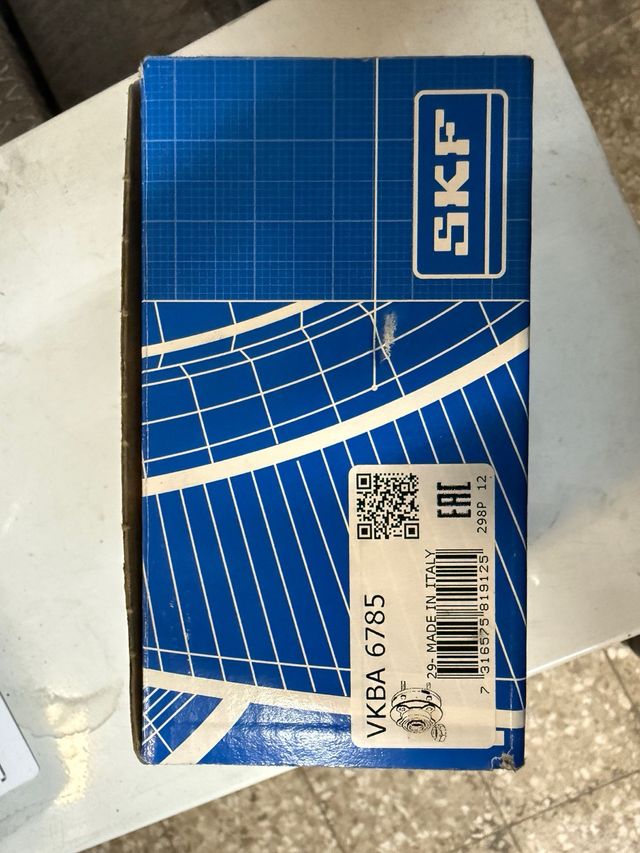 SKF
VKBA 6785
29- MADE IN ITALY
7 316575 819125
EAC
298P 12